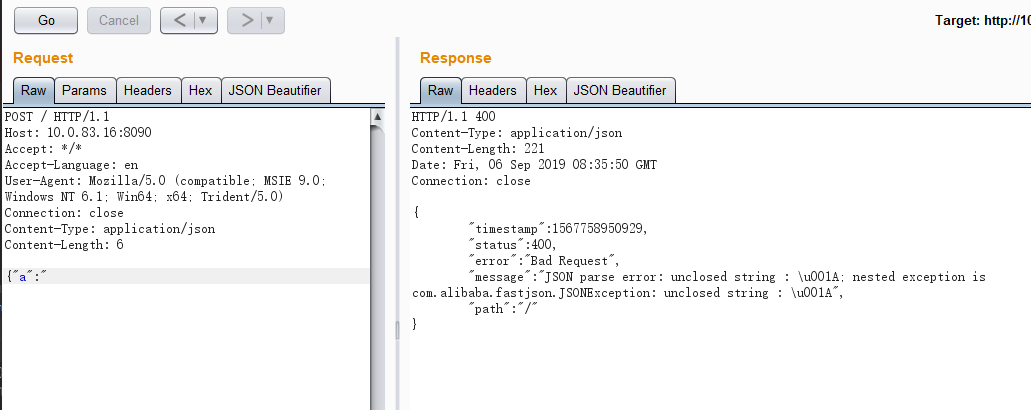 Go Cancel < ▼ > ▼ Target: http://10
Request
Raw Params Headers Hex JSON Beautifier
POST / HTTP/1.1
Host: 10.0.83.16:8090
Accept: */*
Accept-Language: en
User-Agent: Mozilla/5.0 (compatible; MSIE 9.0;
Windows NT 6.1; Win64; x64; Trident/5.0)
Connection: close
Content-Type: application/json
Content-Length: 6
{"a":"
Response
Raw Headers Hex JSON Beautifier
HTTP/1.1 400
Content-Type: application/json
Content-Length: 221
Date: Fri, 06 Sep 2019 08:35:50 GMT
Connection: close
{
"timestamp":1567758950929,
"status":400,
"error":"Bad Request",
"message":"JSON parse error: unclosed string : \u001A; nested exception is
com.alibaba.fastjson.JSONException: unclosed string : \u001A",
"path":"/"
}